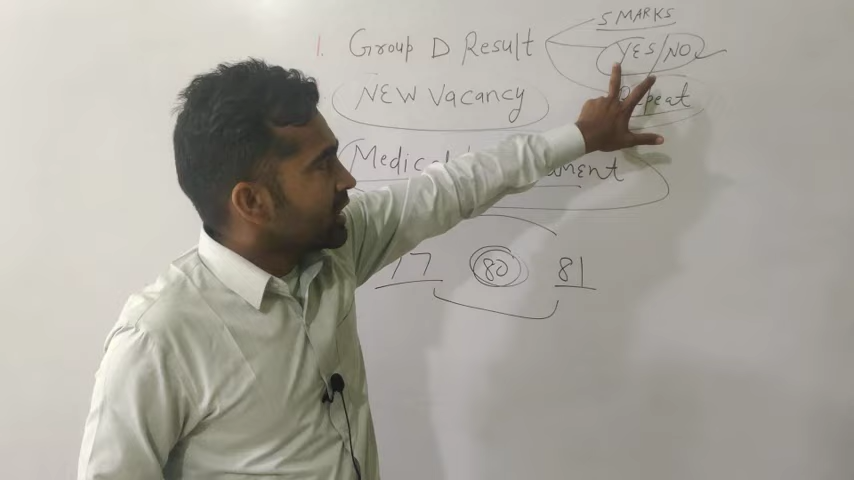 1. Group D Result
5 MARKS
YES/NO
Repeat
NEW Vacancy
Medical
77 80 81